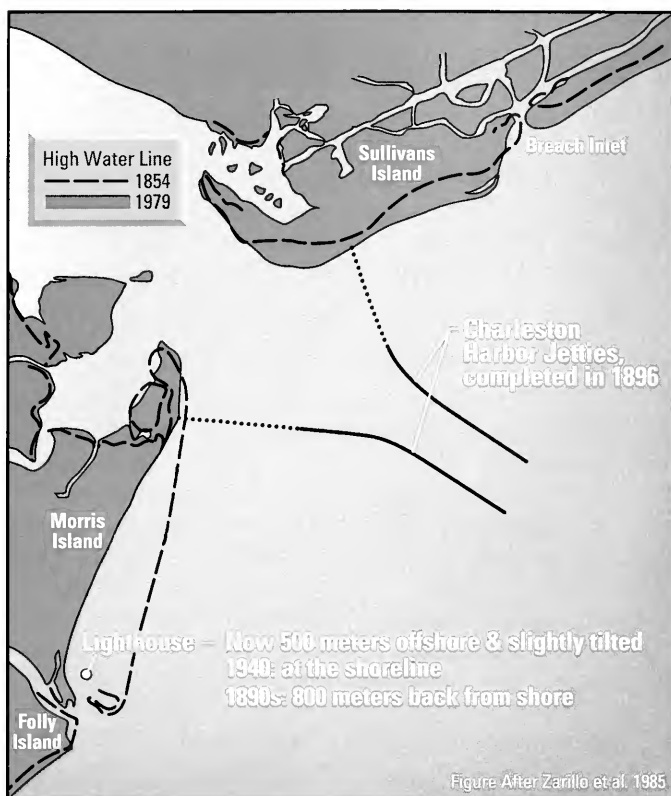 High Water Line
1854
1979
Sullivans
Island
Breach Inlet
Charleston
Harbor Jetties,
completed in 1896
Morris
Island
Lighthouse – Now 500 meters offshore & slightly tilted
1940: at the shoreline
1890s: 800 meters back from shore
Folly
Island
Figure After Zarillo et al. 1985